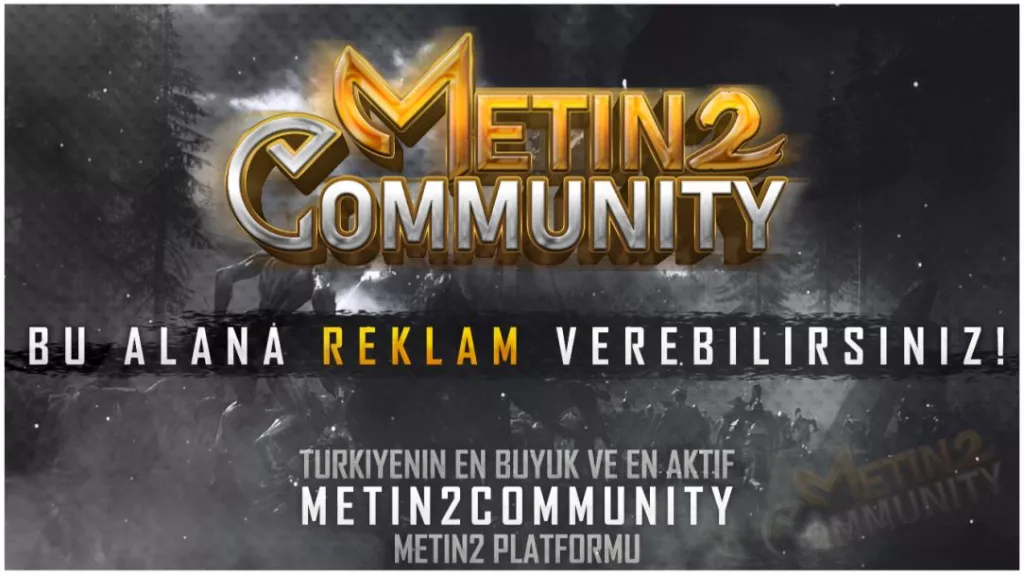 METIN2
COMMUNITY
BU ALANA REKLAM VEREBILIRSINIZ!
TURKIYENIN EN BUYUK VE EN AKTIF
METIN2COMMUNITY
METIN2 PLATFORMU
METIN2
COMMUNITY